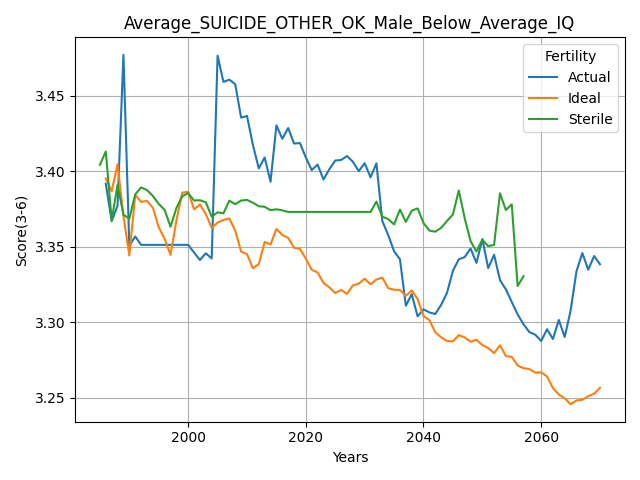 Average_SUICIDE_OTHER_OK_Male_Below_Average_IQ
Fertility
Actual
Ideal
Sterile
3.45
3.40
3.35
3.30
3.25
Score(3-6)
2000
2020
2040
2060
Years